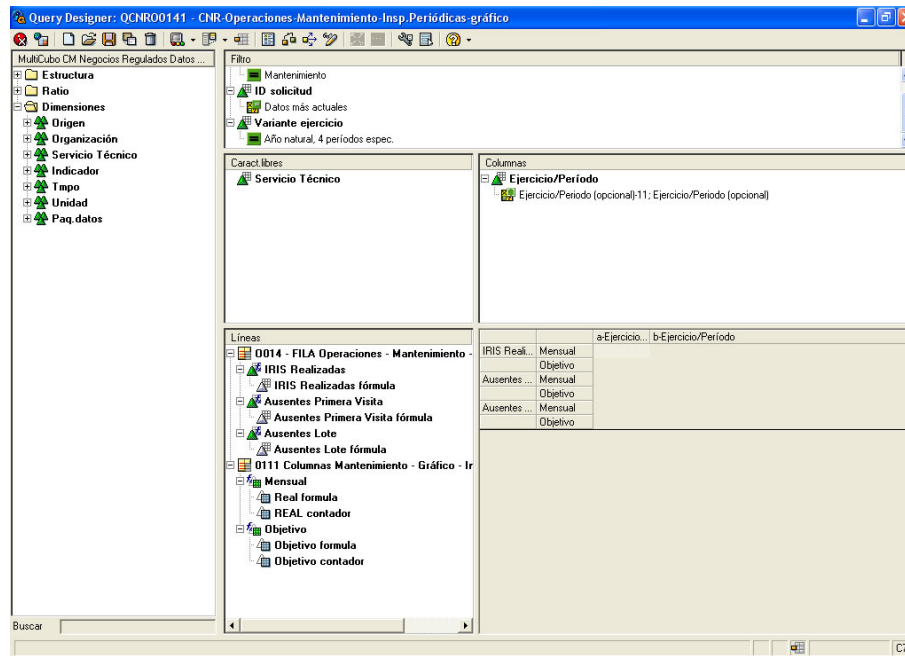 Query Designer: QCNR00141 - CNR-Operaciones-Mantenimiento-Insp.Periódicas-gráfico
MultiCubo CM Negocios Regulados Datos ...
Estructura
Ratio
Dimensiones
Origen
Organización
Servicio Técnico
Indicador
Tmpo
Unidad
Paq.datos
Buscar
Filtro
Mantenimiento
ID solicitud
Datos más actuales
Variante ejercicio
Año natural, 4 períodos espec.
Caract.libres
Servicio Técnico
Columnas
Ejercicio/Período
Ejercicio/Periodo (opcional)-11; Ejercicio/Periodo (opcional)
Líneas
0014 - FILA Operaciones - Mantenimiento -
IRIS Realizadas
IRIS Realizadas fórmula
Ausentes Primera Visita
Ausentes Primera Visita fórmula
Ausentes Lote
Ausentes Lote fórmula
0111 Columnas Mantenimiento - Gráfico - Ir
Mensual
Real formula
REAL contador
Objetivo
Objetivo formula
Objetivo contador
a-Ejercicio... b-Ejercicio/Período
IRIS Reali... Mensual
Objetivo
Ausentes ... Mensual
Objetivo
Ausentes ... Mensual
Objetivo